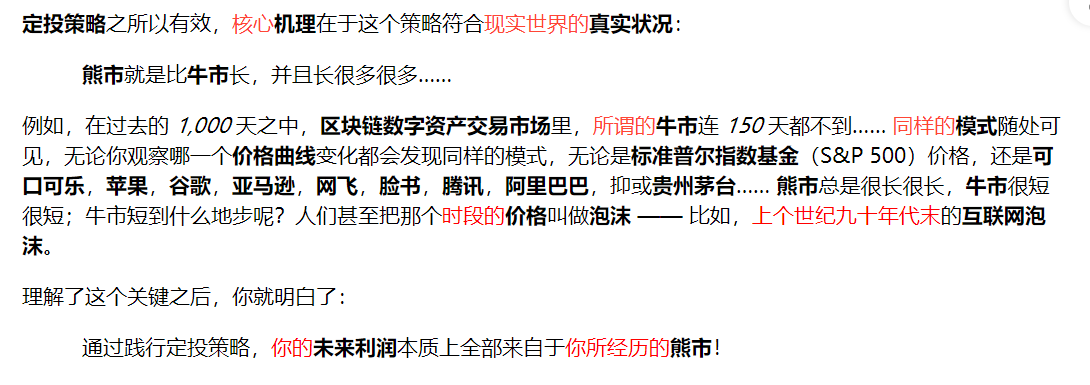 定投策略之所以有效，核心机理在于这个策略符合现实世界的真实状况：
熊市就是比牛市长，并且长很多很多……
例如，在过去的 1,000 天之中，区块链数字资产交易市场里，所谓的牛市连 150 天都不到…… 同样的模式随处可
见，无论你观察哪一个价格曲线变化都会发现同样的模式，无论是标准普尔指数基金（S&P 500）价格，还是可
口可乐，苹果，谷歌，亚马逊，网飞，脸书，腾讯，阿里巴巴，抑或贵州茅台…… 熊市总是很长很长，牛市很短
很短；牛市短到什么地步呢？人们甚至把那个时段的价格叫做泡沫 —— 比如，上个世纪九十年代末的互联网泡
沫。
理解了这个关键之后，你就明白了：
通过践行定投策略，你的未来利润本质上全部来自于你所经历的熊市！